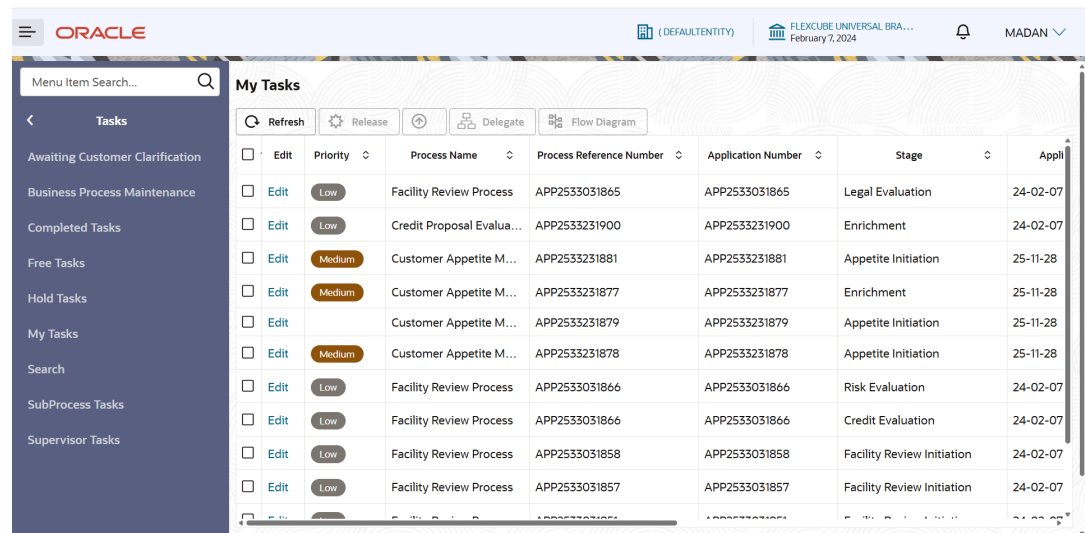 ORACLE
( DEFAULTENTITY)
FLEXCUBE UNIVERSAL BRA...
February 7, 2024
MADAN
Menu Item Search...
Tasks
Awaiting Customer Clarification
Business Process Maintenance
Completed Tasks
Free Tasks
Hold Tasks
My Tasks
Search
SubProcess Tasks
Supervisor Tasks
My Tasks
Refresh Release Delegate Flow Diagram
Edit Priority Process Name Process Reference Number Application Number Stage Appli
Edit Low Facility Review Process APP2533031865 APP2533031865 Legal Evaluation 24-02-07
Edit Low Credit Proposal Evalua... APP2533231900 APP2533231900 Enrichment 24-02-07
Edit Medium Customer Appetite M... APP2533231881 APP2533231881 Appetite Initiation 25-11-28
Edit Medium Customer Appetite M... APP2533231877 APP2533231877 Enrichment 25-11-28
Edit Customer Appetite M... APP2533231879 APP2533231879 Appetite Initiation 25-11-28
Edit Medium Customer Appetite M... APP2533231878 APP2533231878 Appetite Initiation 25-11-28
Edit Low Facility Review Process APP2533031866 APP2533031866 Risk Evaluation 24-02-07
Edit Low Facility Review Process APP2533031866 APP2533031866 Credit Evaluation 24-02-07
Edit Low Facility Review Process APP2533031858 APP2533031858 Facility Review Initiation 24-02-07
Edit Low Facility Review Process APP2533031857 APP2533031857 Facility Review Initiation 24-02-07